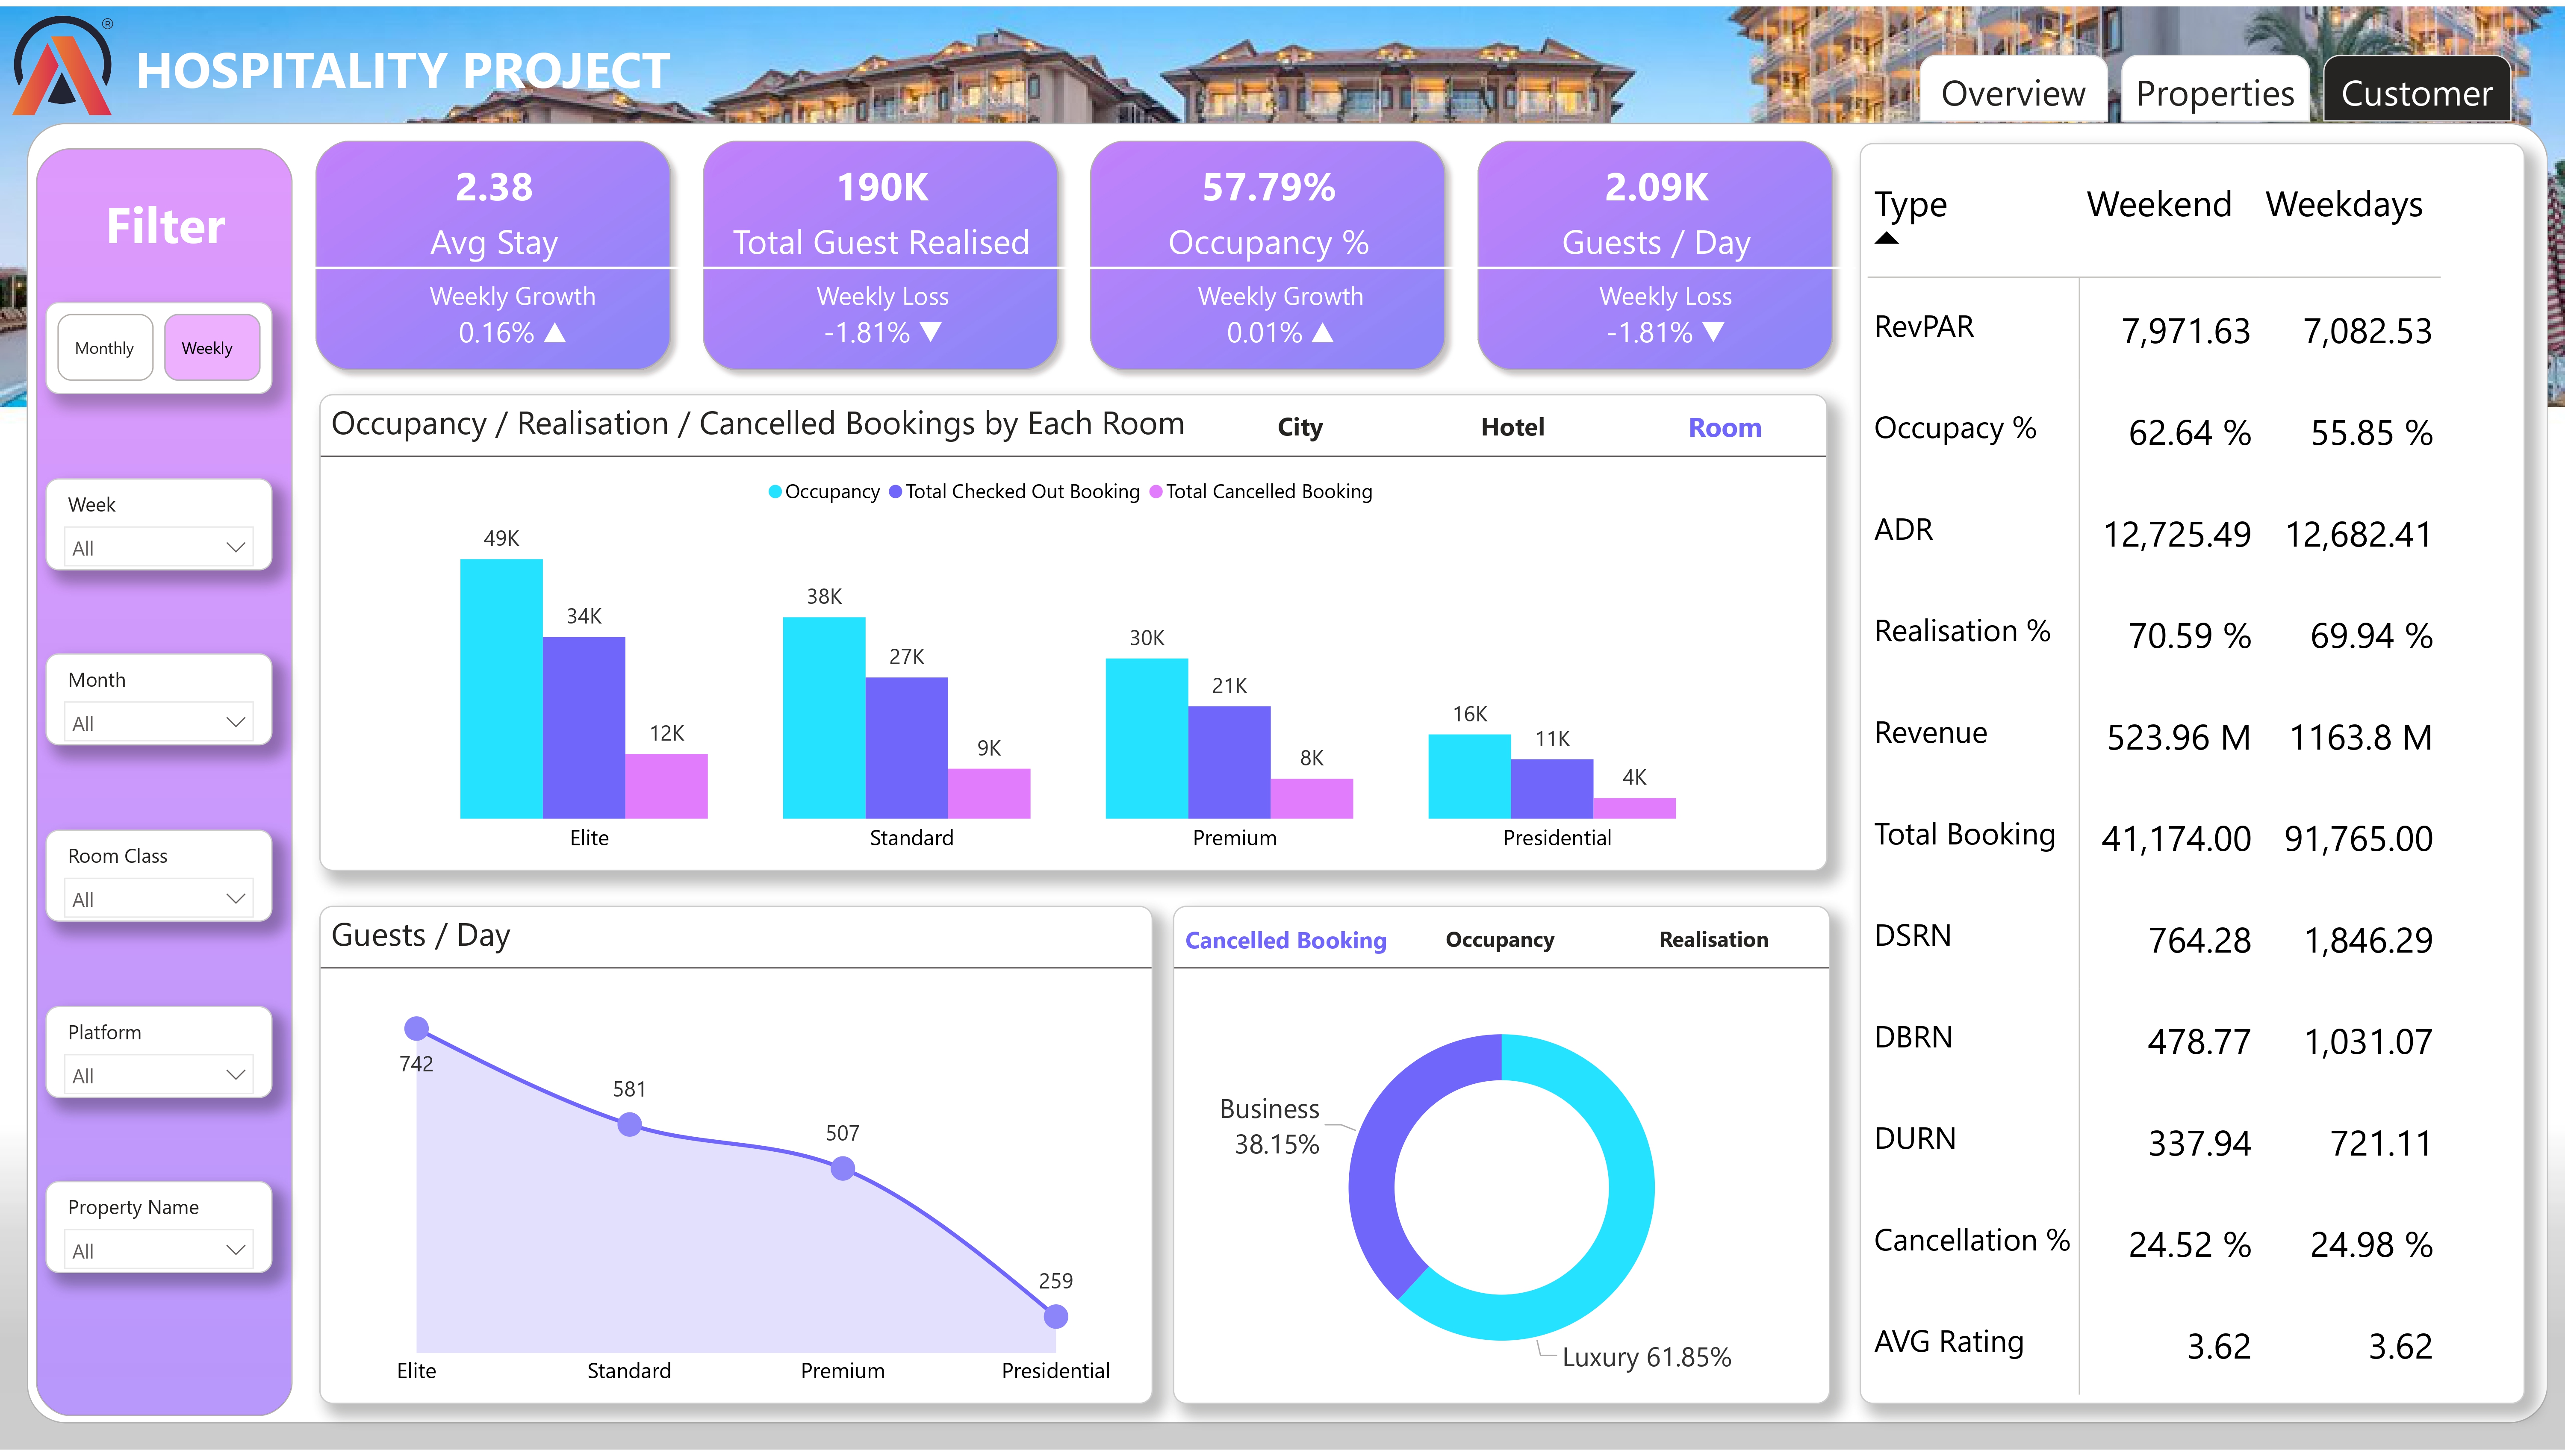 ®
HOSPITALITY PROJECT
Overview
Properties
Customer
Filter
Monthly
Weekly
Week
All
Month
All
Room Class
All
Platform
All
Property Name
All
2.38
Avg Stay
Weekly Growth
0.16% ▲
190K
Total Guest Realised
Weekly Loss
-1.81% ▼
57.79%
Occupancy %
Weekly Growth
0.01% ▲
2.09K
Guests / Day
Weekly Loss
-1.81% ▼
Occupancy / Realisation / Cancelled Bookings by Each Room
City
Hotel
Room
Occupancy Total Checked Out Booking Total Cancelled Booking
49K
34K
12K
38K
27K
9K
30K
21K
8K
16K
11K
4K
Elite
Standard
Premium
Presidential
Guests / Day
742
581
507
259
Elite
Standard
Premium
Presidential
Cancelled Booking
Occupancy
Realisation
Business
38.15%
Luxury 61.85%
Type Weekend Weekdays
RevPAR 7,971.63 7,082.53
Occupacy % 62.64 % 55.85 %
ADR 12,725.49 12,682.41
Realisation % 70.59 % 69.94 %
Revenue 523.96 M 1163.8 M
Total Booking 41,174.00 91,765.00
DSRN 764.28 1,846.29
DBRN 478.77 1,031.07
DURN 337.94 721.11
Cancellation % 24.52 % 24.98 %
AVG Rating 3.62 3.62